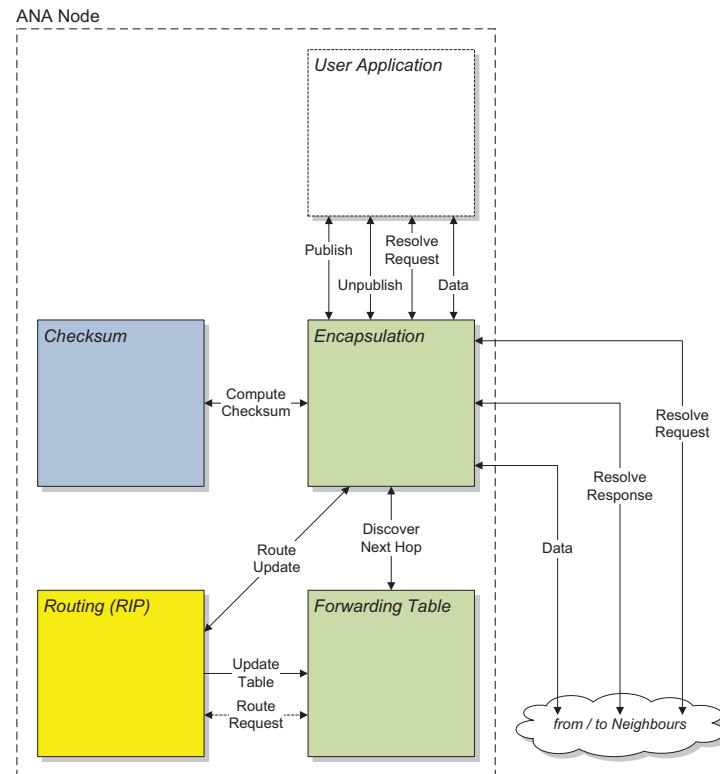 ANA Node
User Application
Publish
Resolve
Request
Unpublish
Data
Checksum
Encapsulation
Compute
Checksum
Resolve
Request
Resolve
Response
Discover
Next Hop
Data
Route
Update
Routing (RIP)
Forwarding Table
Update
Table
Route
Request
from / to Neighbours